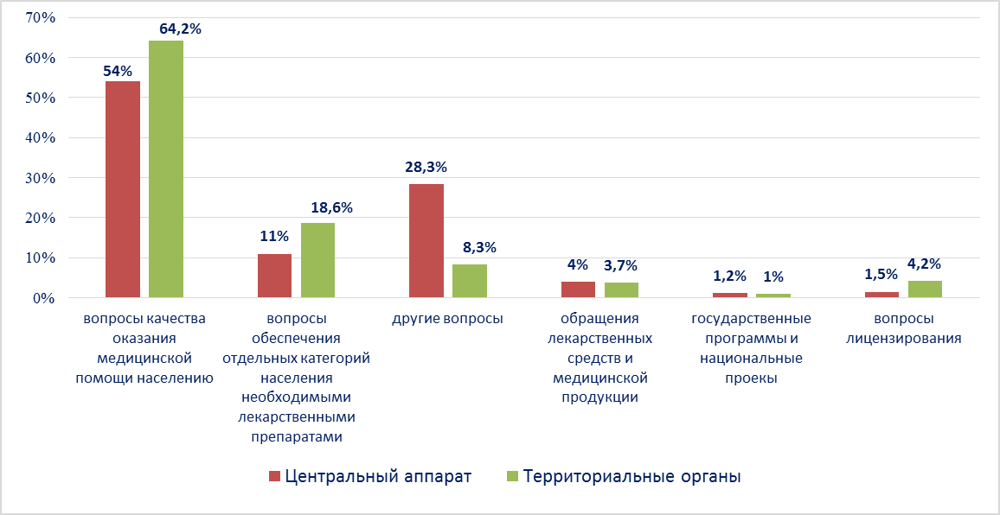 70%
60%
50%
40%
30%
20%
10%
0%
54%
64,2%
11%
18,6%
28,3%
8,3%
4%
3,7%
1,2%
1%
1,5%
4,2%
вопросы качества
оказания
медицинской
помощи населению
вопросы
обеспечения
отдельных категорий
населения
необходимыми
лекарственными
препаратами
другие вопросы
обращения
лекарственных
средств и
медицинской
продукции
государственные
программы и
национальные
проекы
вопросы
лицензирования
Центральный аппарат
Территориальные органы